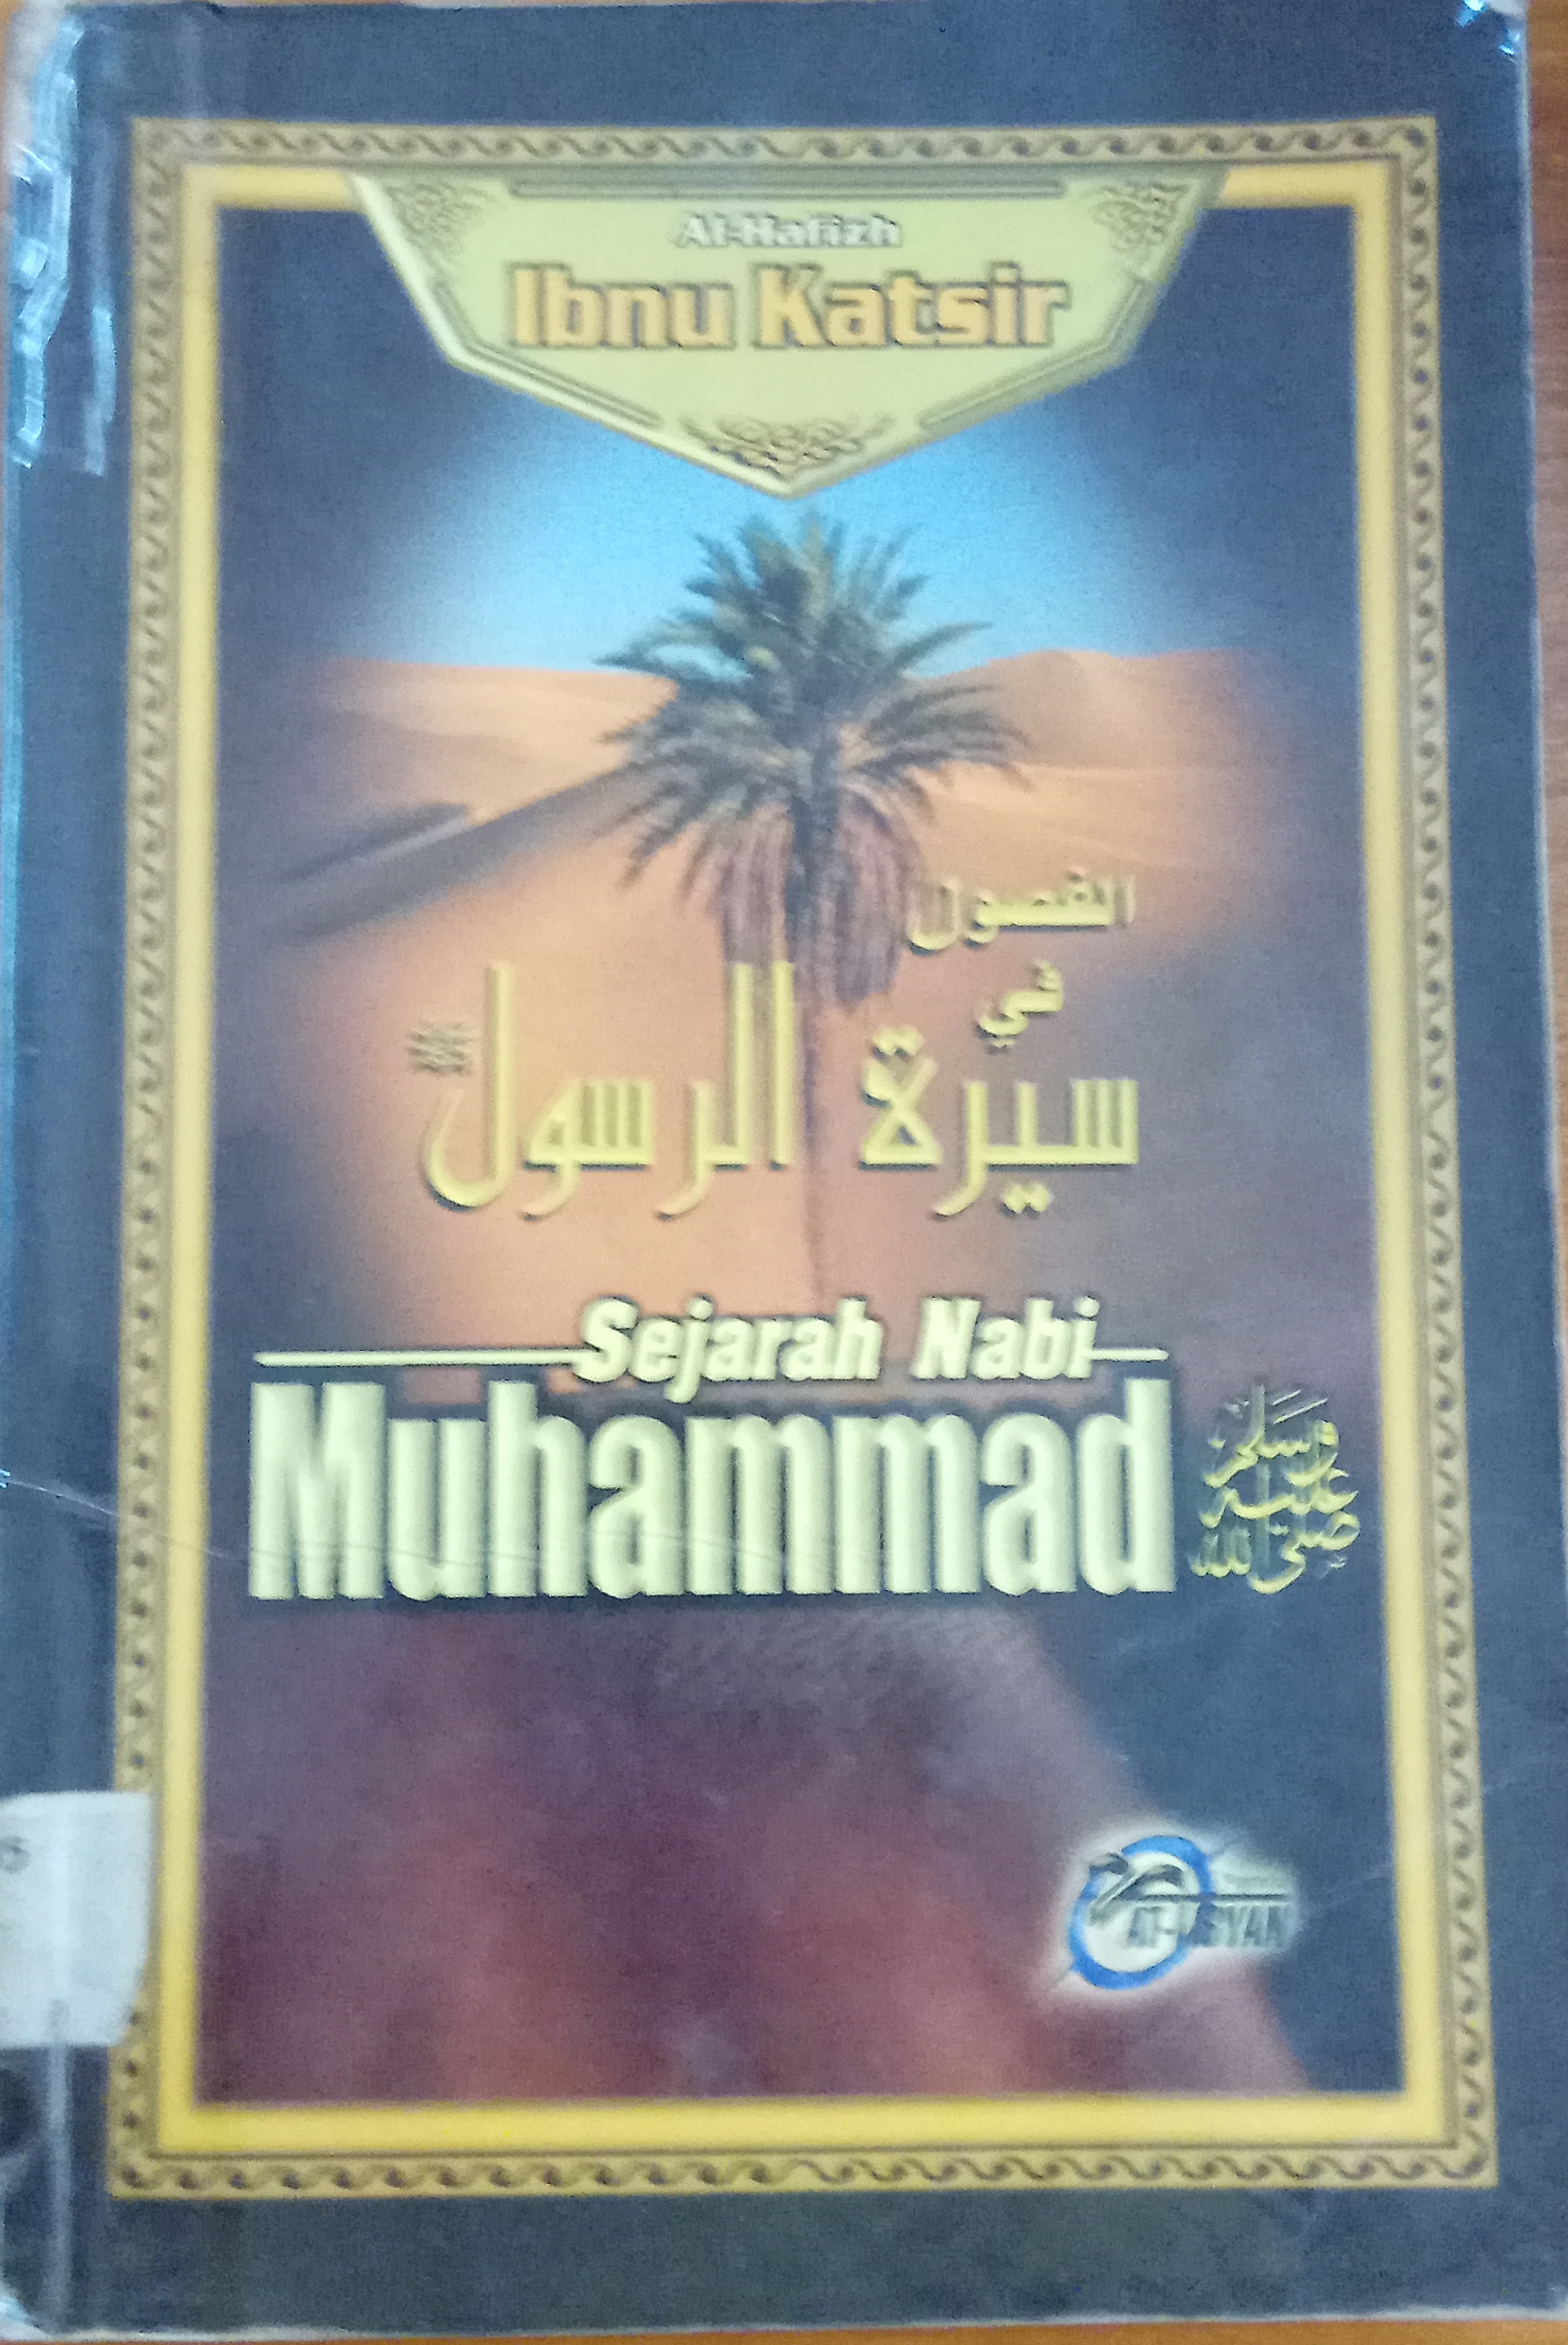 Al-Hafizh
Ibnu Katsir
الفصول
في
سيرة الرسول ﷺ
Sejarah Nabi
Muhammad
صلى الله عليه وسلم